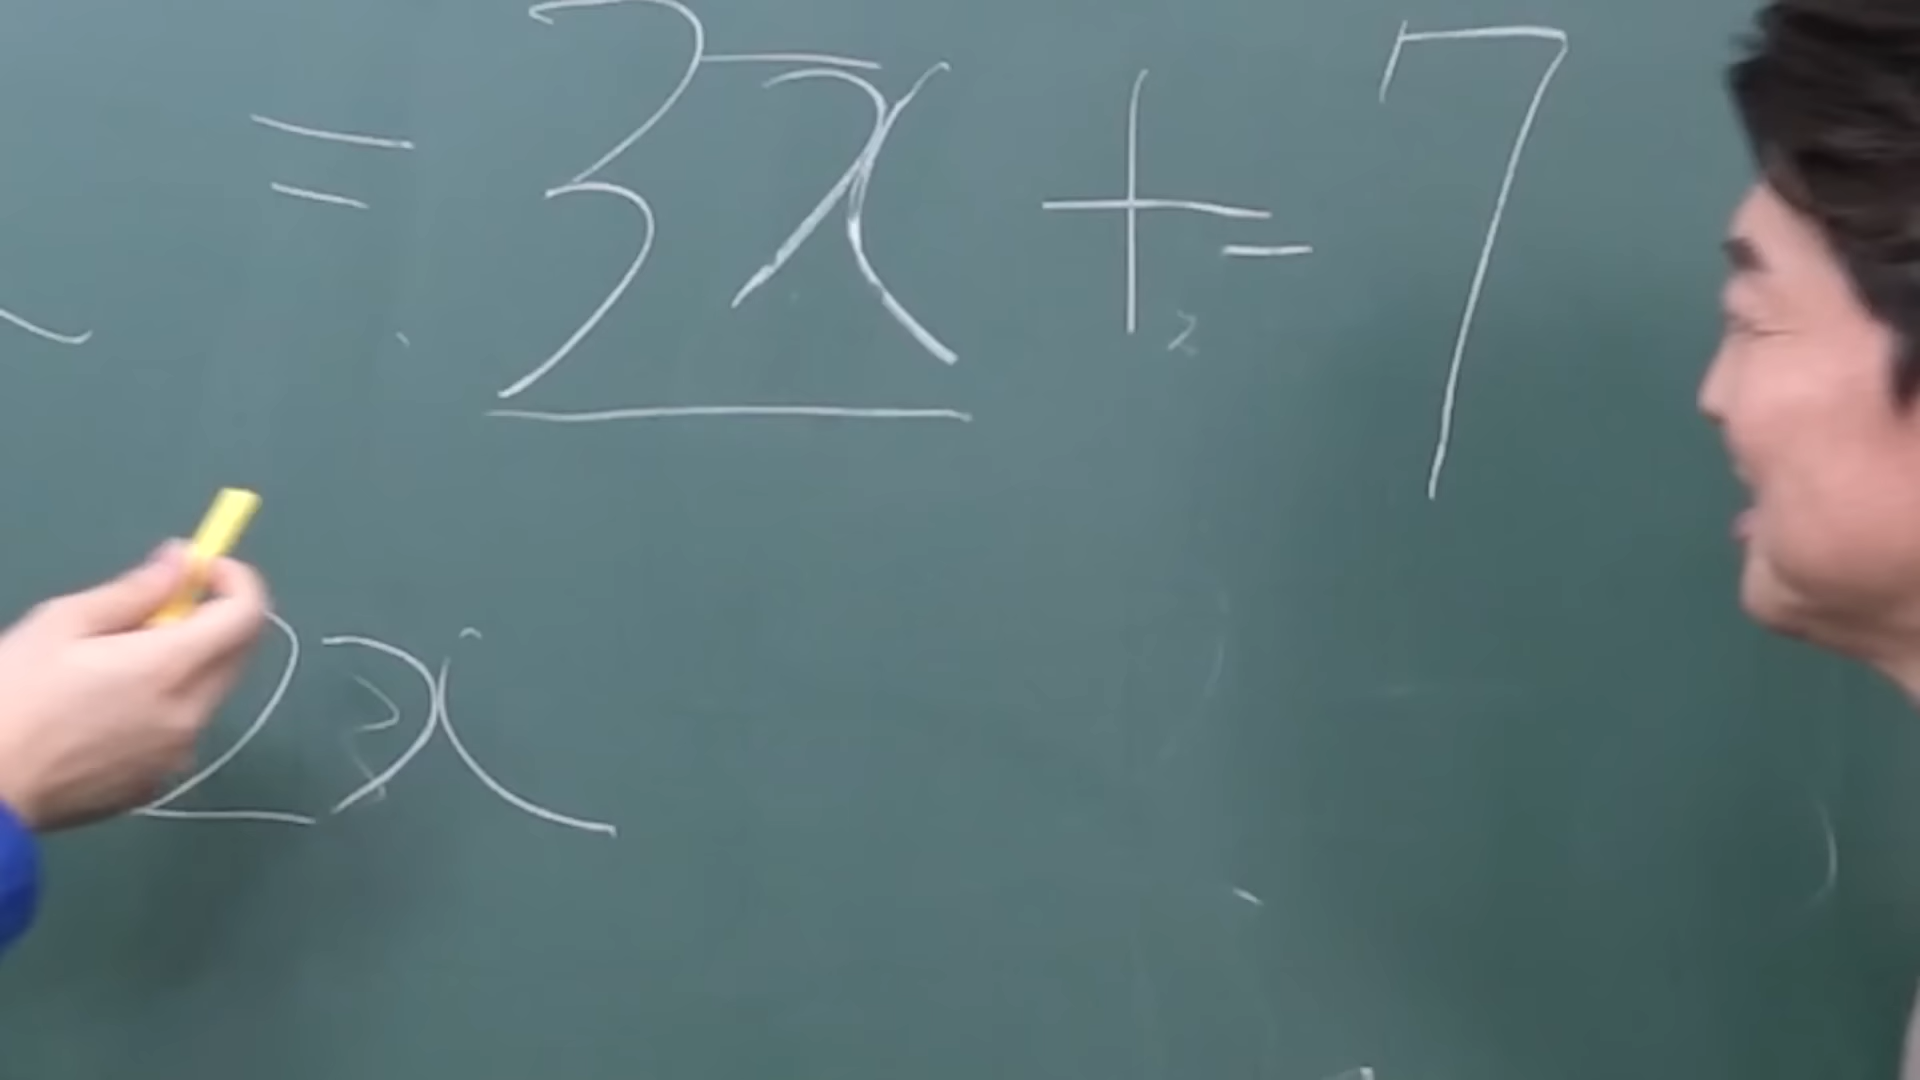 = 3x + 7
2x